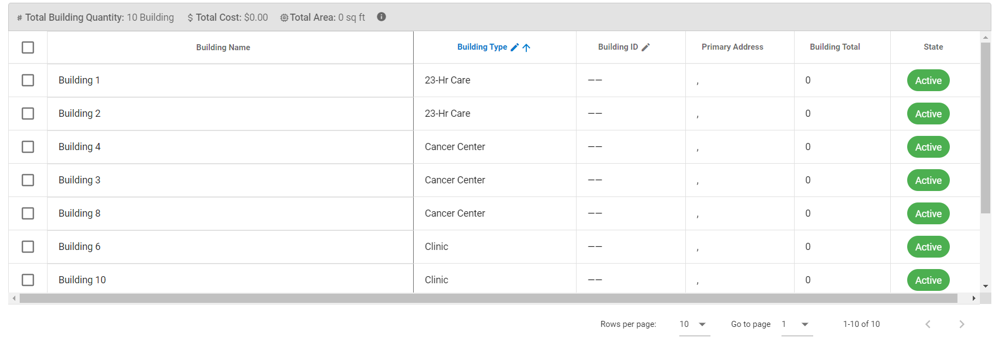 # Total Building Quantity: 10 Building $ Total Cost: $0.00 Total Area: 0 sq ft
Building Name Building Type Building ID Primary Address Building Total State
Building 1 23-Hr Care –– , 0 Active
Building 2 23-Hr Care –– , 0 Active
Building 4 Cancer Center –– , 0 Active
Building 3 Cancer Center –– , 0 Active
Building 8 Cancer Center –– , 0 Active
Building 6 Clinic –– , 0 Active
Building 10 Clinic –– , 0 Active
Rows per page: 10 Go to page 1 1-10 of 10